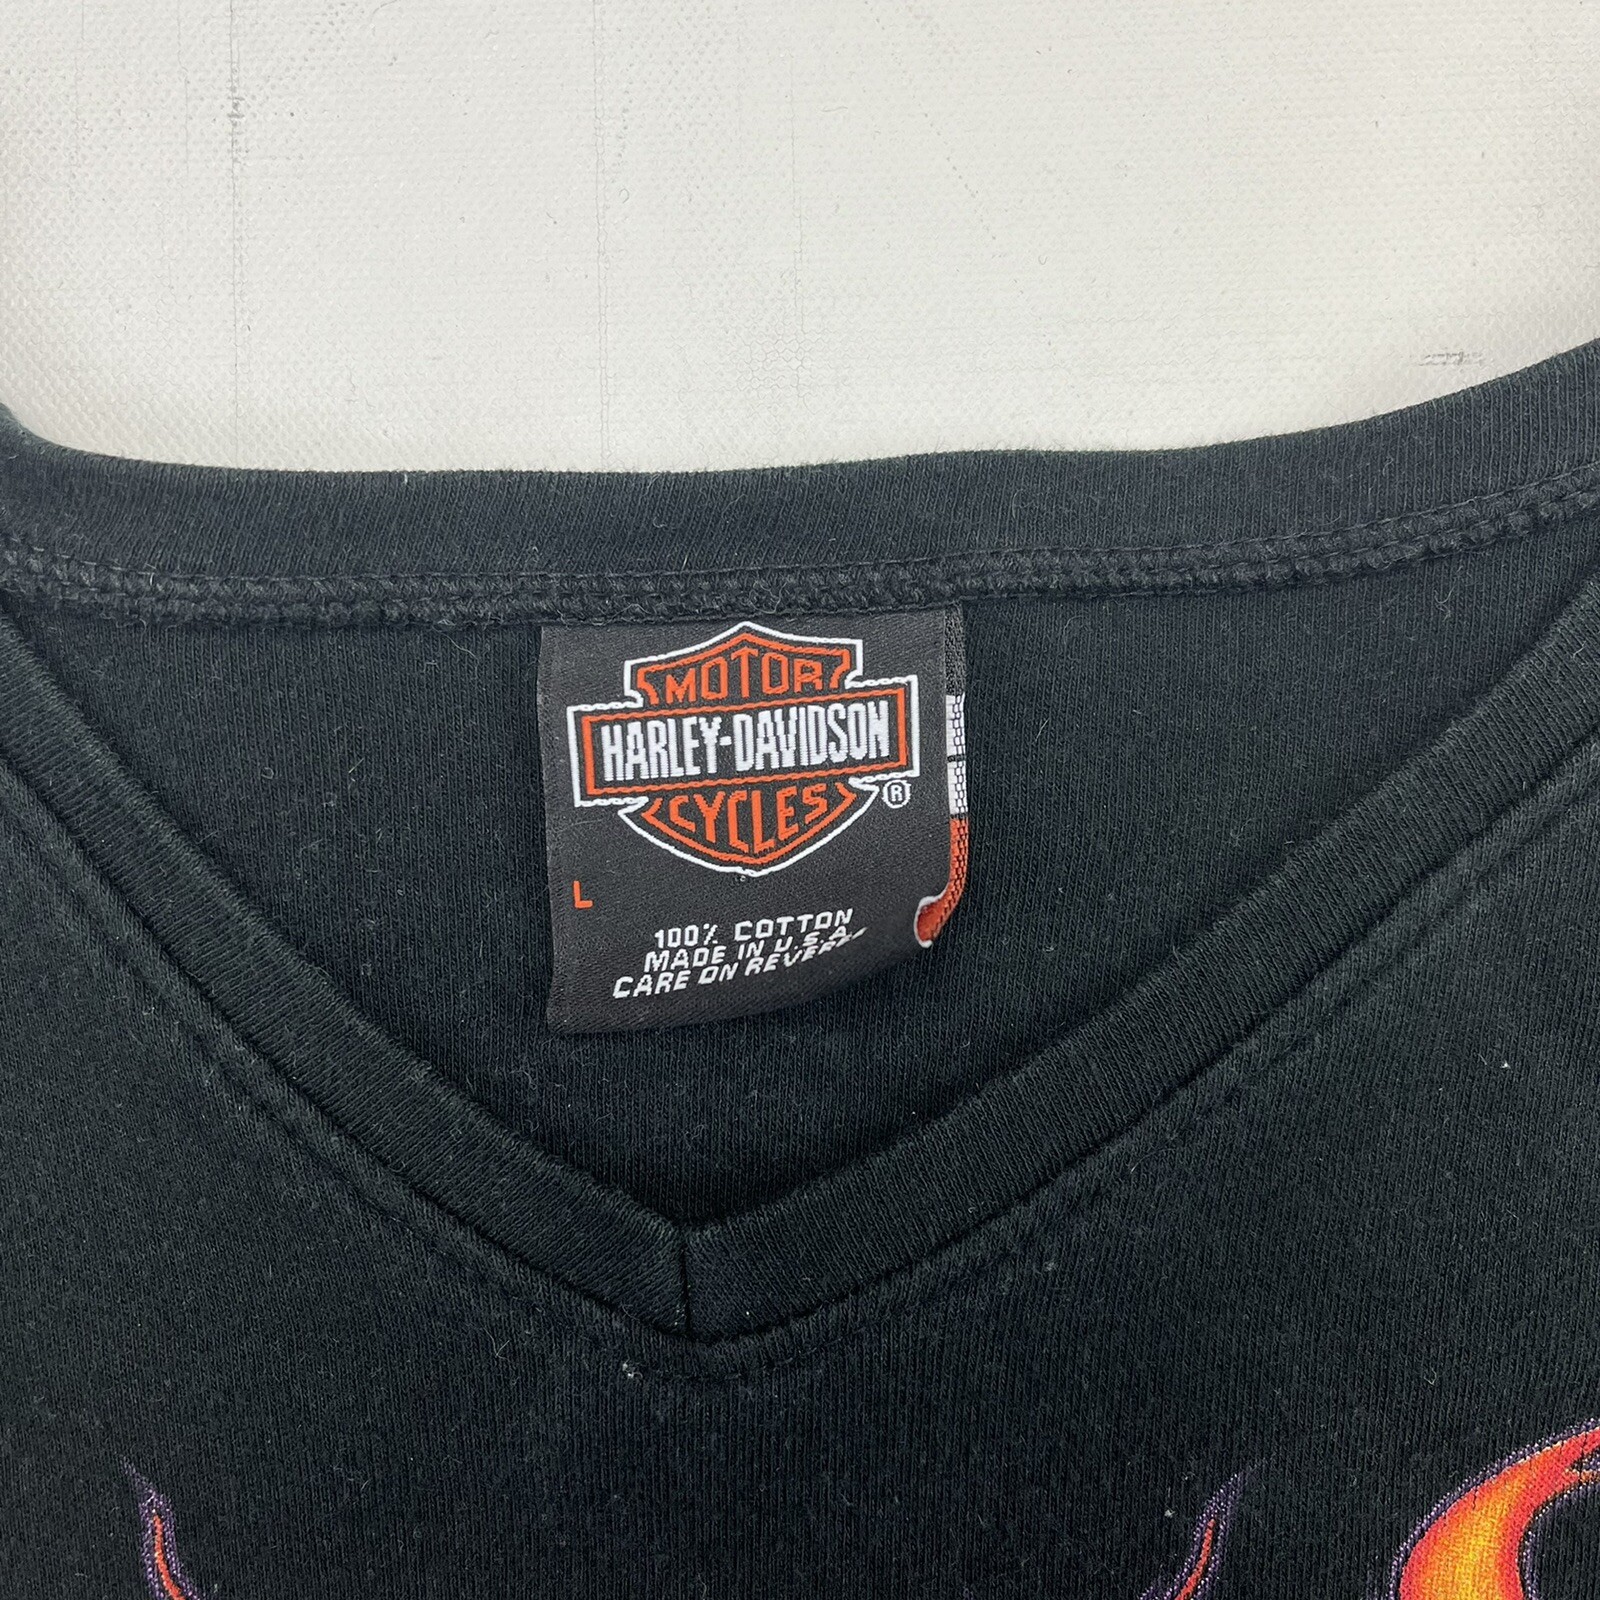 MOTOR
HARLEY-DAVIDSON
CYCLES
®
L
100% COTTON
MADE IN U.S.A.
CARE ON REVERSE